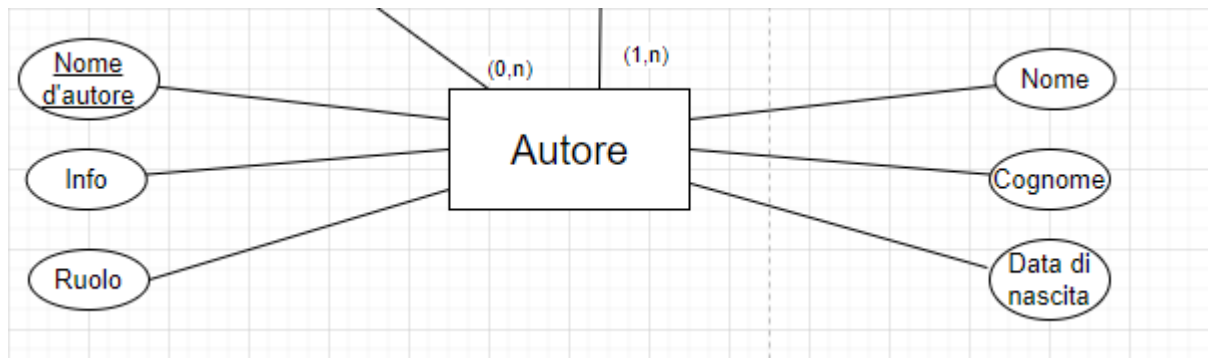 Nome
d'autore
(0,n)
(1,n)
Nome
Autore
Info
Cognome
Ruolo
Data di
nascita